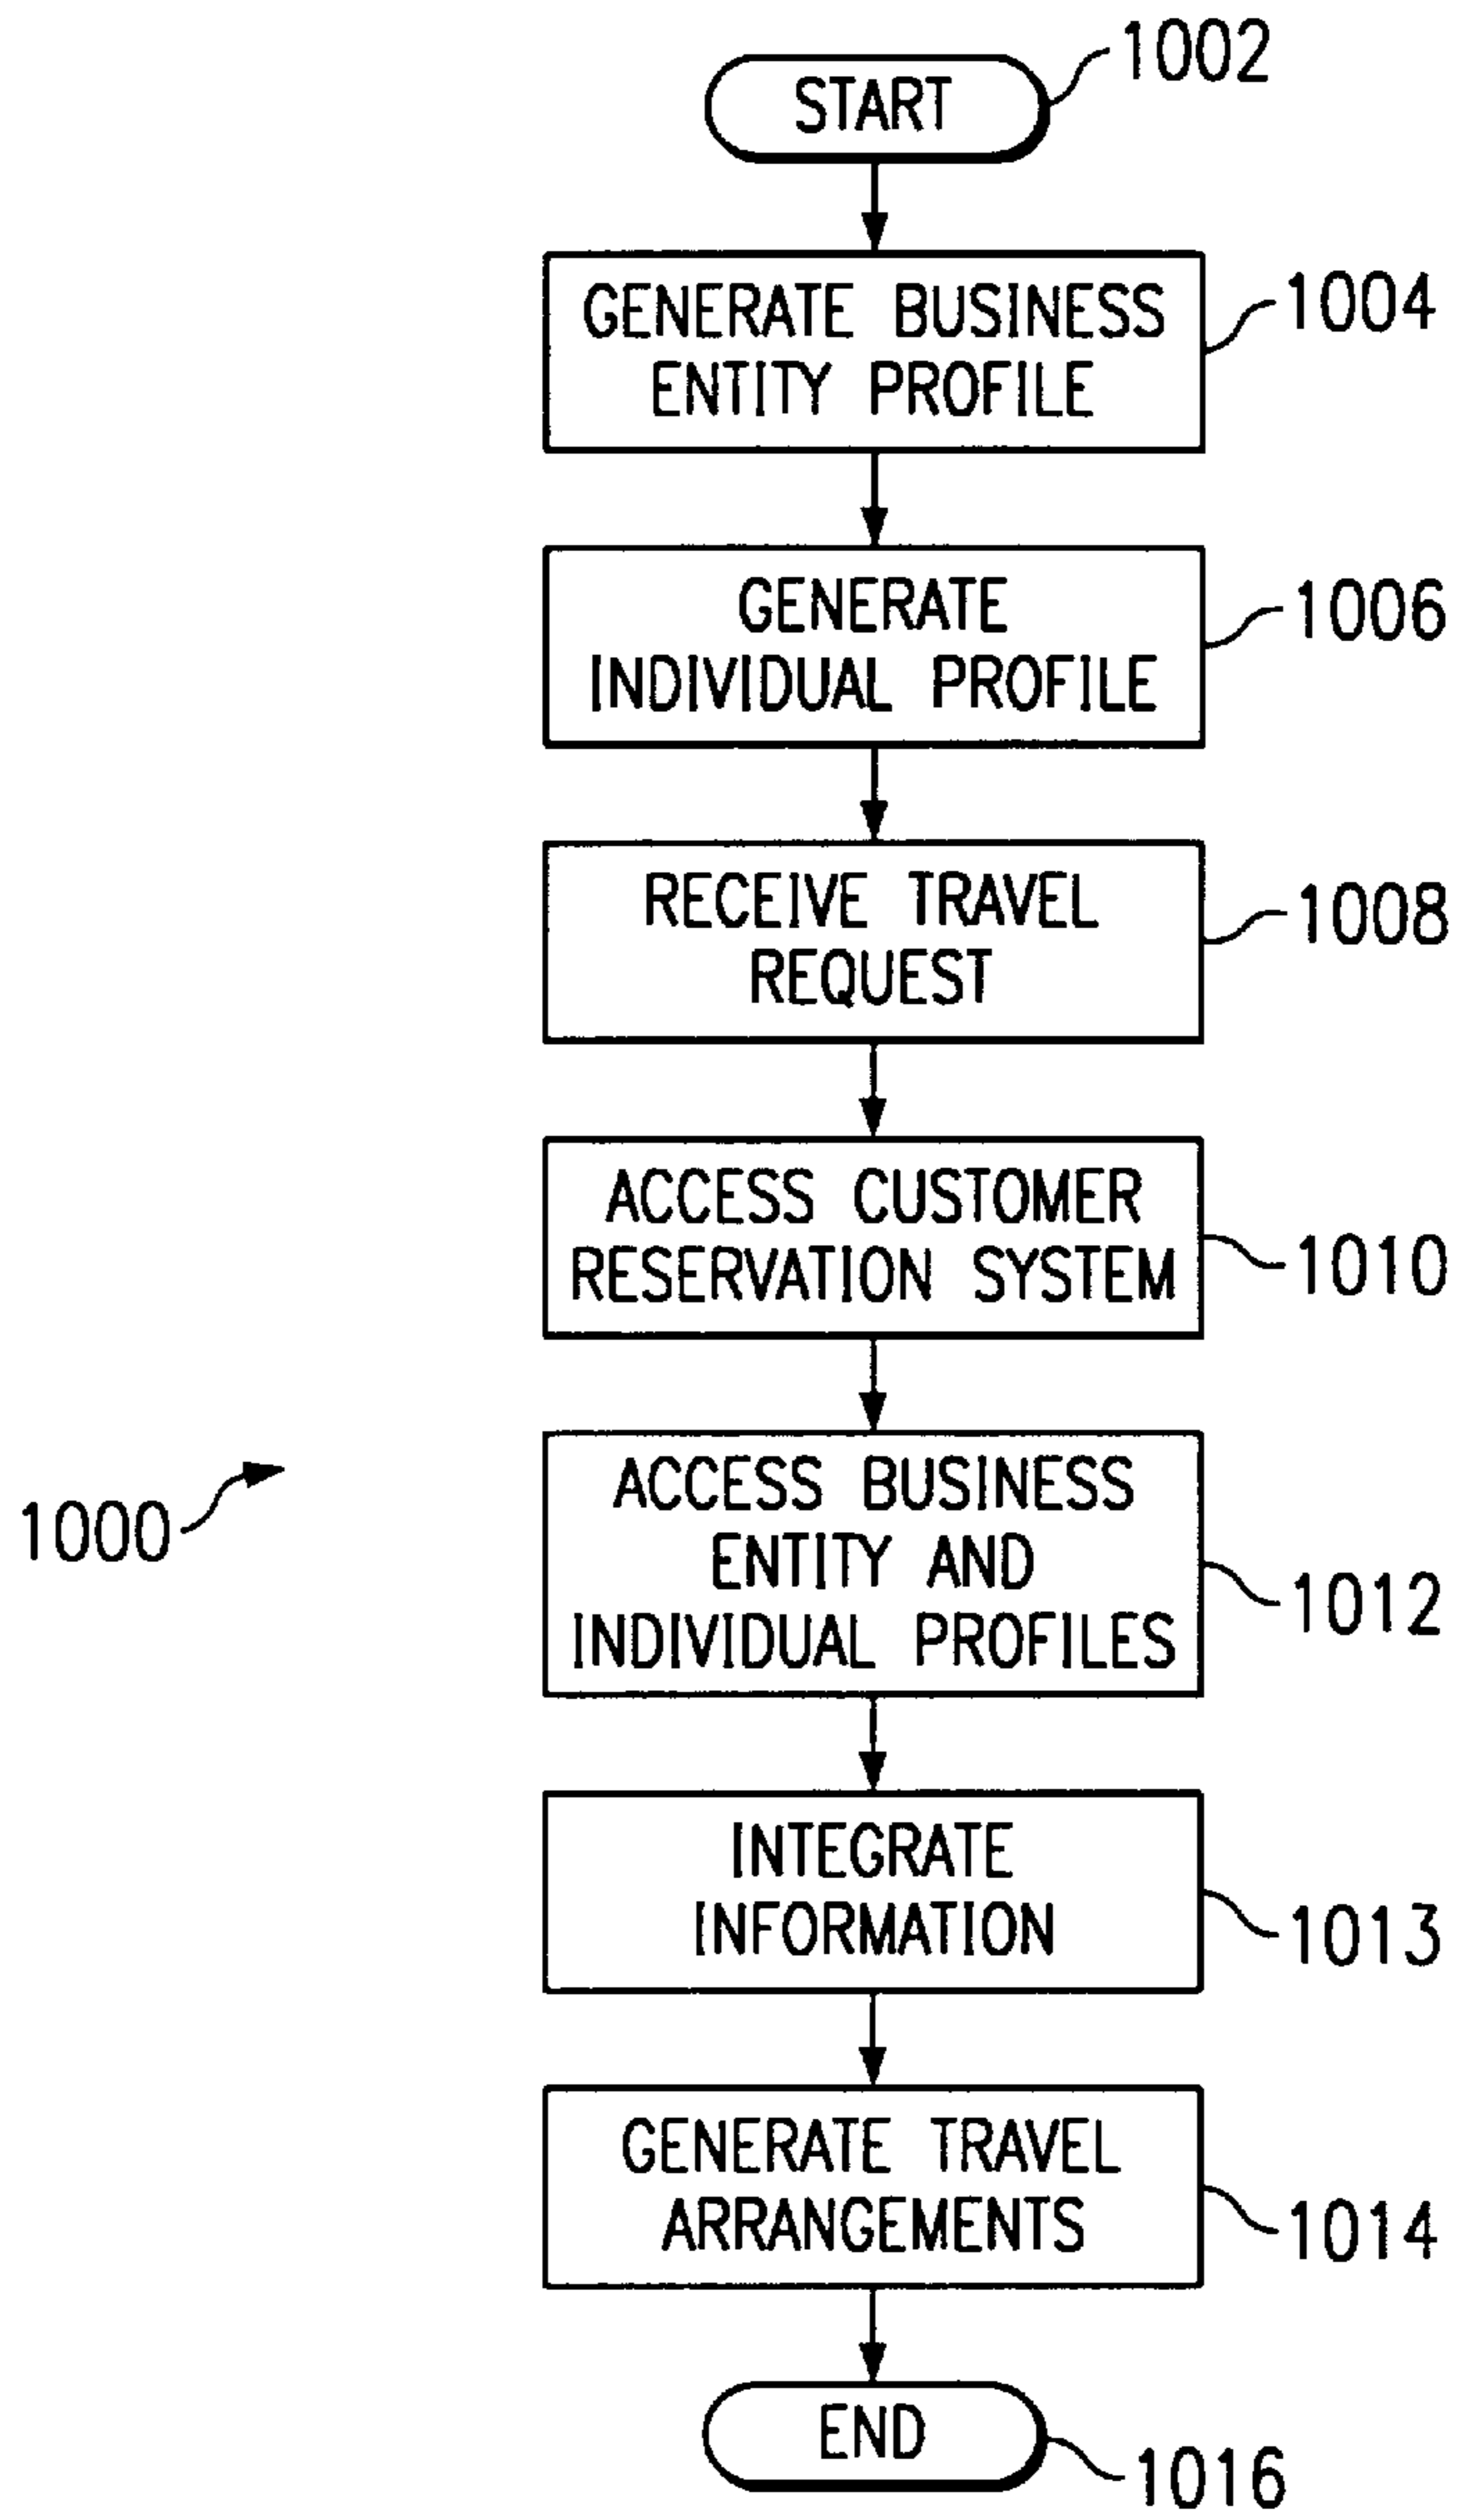 START
1002
GENERATE BUSINESS
ENTITY PROFILE
1004
GENERATE
INDIVIDUAL PROFILE
1006
RECEIVE TRAVEL
REQUEST
1008
ACCESS CUSTOMER
RESERVATION SYSTEM
1010
ACCESS BUSINESS
ENTITY AND
INDIVIDUAL PROFILES
1012
1000
INTEGRATE
INFORMATION
1013
GENERATE TRAVEL
ARRANGEMENTS
1014
END
1016